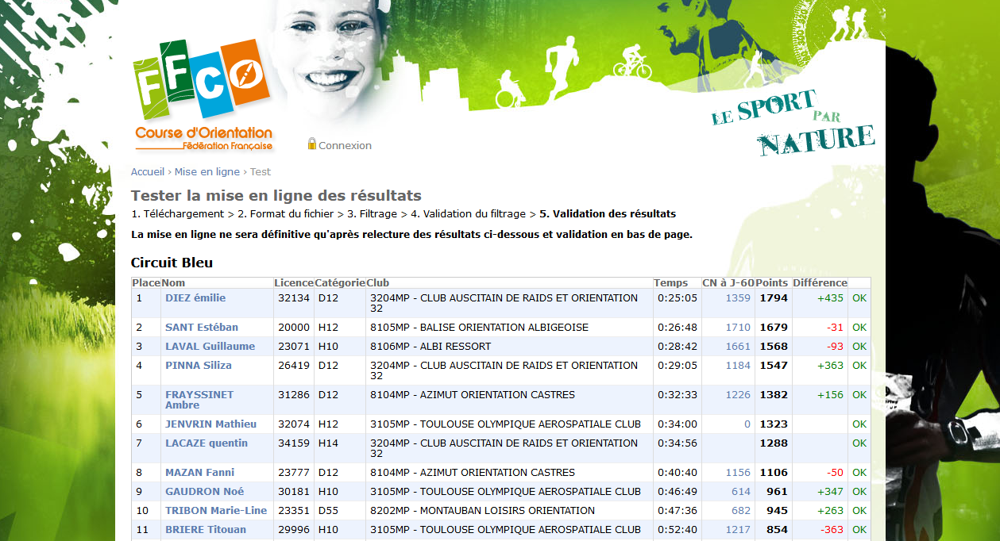 FFCO
Course d'Orientation
Fédération Française
LE SPORT
PAR
NATURE
Connexion
Accueil › Mise en ligne › Test
Tester la mise en ligne des résultats
1. Téléchargement > 2. Format du fichier > 3. Filtrage > 4. Validation du filtrage > 5. Validation des résultats
La mise en ligne ne sera définitive qu'après relecture des résultats ci-dessous et validation en bas de page.
Circuit Bleu
Place Nom Licence Catégorie Club Temps CN à J-60 Points Différence
1 DIEZ émilie 32134 D12 3204MP - CLUB AUSCITAIN DE RAIDS ET ORIENTATION 0:25:05 1359 1794 +435 OK
32
2 SANT Estéban 20000 H12 8105MP - BALISE ORIENTATION ALBIGEOISE 0:26:48 1710 1679 -31 OK
3 LAVAL Guillaume 23071 H10 8106MP - ALBI RESSORT 0:28:42 1661 1568 -93 OK
4 PINNA Siliza 26419 D12 3204MP - CLUB AUSCITAIN DE RAIDS ET ORIENTATION 0:29:05 1184 1547 +363 OK
32
5 FRAYSSINET 31286 D12 8104MP - AZIMUT ORIENTATION CASTRES 0:32:33 1226 1382 +156 OK
Ambre
6 JENVRIN Mathieu 32074 H12 3105MP - TOULOUSE OLYMPIQUE AEROSPATIALE CLUB 0:34:00 0 1323 OK
7 LACAZE quentin 34159 H14 3204MP - CLUB AUSCITAIN DE RAIDS ET ORIENTATION 0:34:56 1288 OK
32
8 MAZAN Fanni 23777 D12 8104MP - AZIMUT ORIENTATION CASTRES 0:40:40 1156 1106 -50 OK
9 GAUDRON Noé 30181 H10 3105MP - TOULOUSE OLYMPIQUE AEROSPATIALE CLUB 0:46:49 614 961 +347 OK
10 TRIBON Marie-Line 23351 D55 8202MP - MONTAUBAN LOISIRS ORIENTATION 0:47:36 682 945 +263 OK
11 BRIERE Titouan 29996 H10 3105MP - TOULOUSE OLYMPIQUE AEROSPATIALE CLUB 0:52:40 1217 854 -363 OK